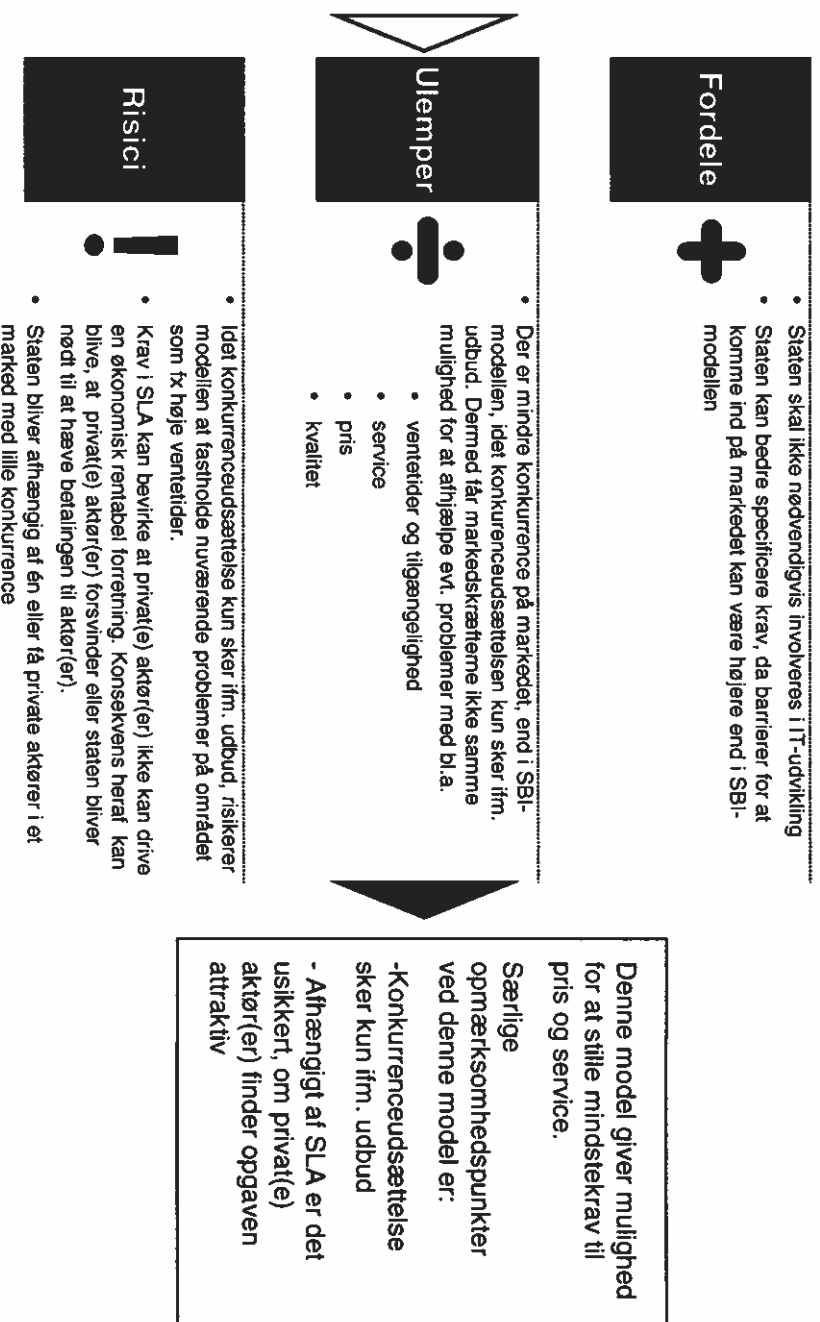 Fordele
• Staten skal ikke nødvendigvis involveres i IT-udvikling
• Staten kan bedre specificere krav, da barrierer for at
komme ind på markedet kan være højere end i SBI-
modellen
Ulemper
• Der er mindre konkurrence på markedet, end i SBI-
modellen, idet konkurenceudsættelsen kun sker ifm.
udbud. Dermed får markedskræfterne ikke samme
mulighed for at afhjælpe evt. problemer med bl.a.
• ventetider og tilgængelighed
• service
• pris
• kvalitet
Risici
• Idet konkurrenceudsættelse kun sker ifm. udbud, risikerer
modellen at fastholde nuværende problemer på området
som fx høje ventetider.
• Krav i SLA kan bevirke at privat(e) aktør(er) ikke kan drive
en økonomisk rentabel forretning. Konsekvens heraf kan
blive, at privat(e) aktør(er) forsvinder eller staten bliver
nødt til at hæve betalingen til aktør(er).
• Staten bliver afhængig af én eller få private aktører i et
marked med lille konkurrence
Denne model giver mulighed
for at stille mindstekrav til
pris og service.
Særlige
opmærksomhedspunkter
ved denne model er:
-Konkurrenceudsættelse
sker kun ifm. udbud
- Afhængigt af SLA er det
usikkert, om privat(e)
aktør(er) finder opgaven
attraktiv